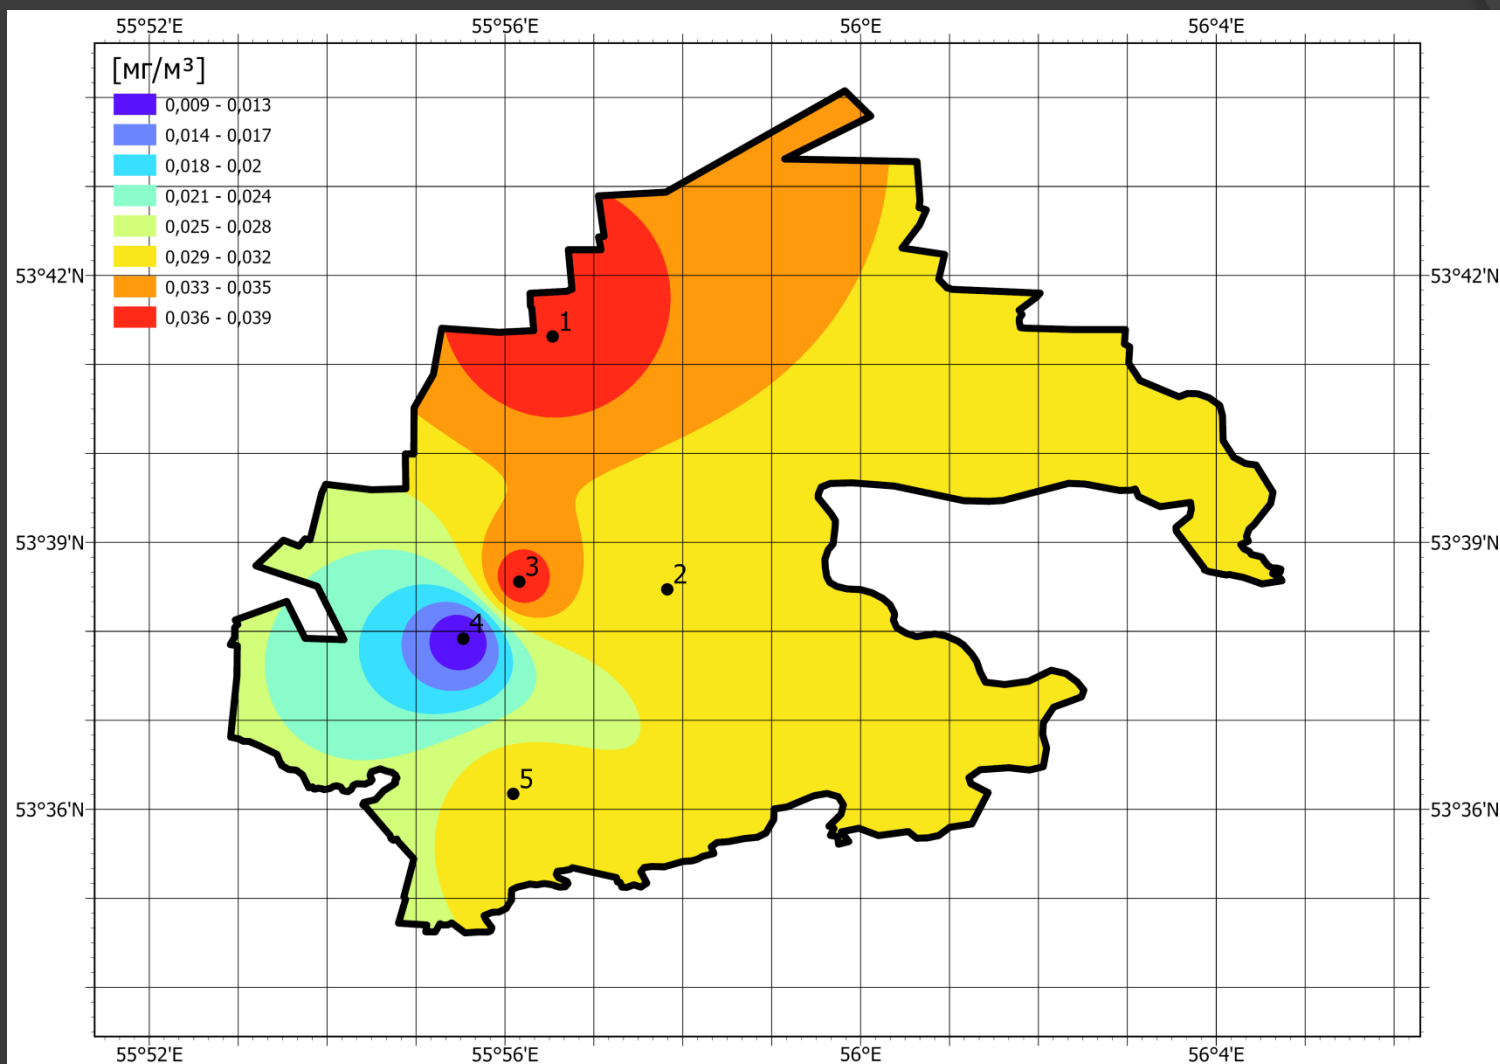 55°52'E 55°56'E 56°E 56°4'E
[мг/м³]
0,009 - 0,013
0,014 - 0,017
0,018 - 0,02
0,021 - 0,024
0,025 - 0,028
0,029 - 0,032
0,033 - 0,035
0,036 - 0,039
53°42'N 53°42'N
1
53°39'N 53°39'N
3
2
4
5
53°36'N 53°36'N
55°52'E 55°56'E 56°E 56°4'E